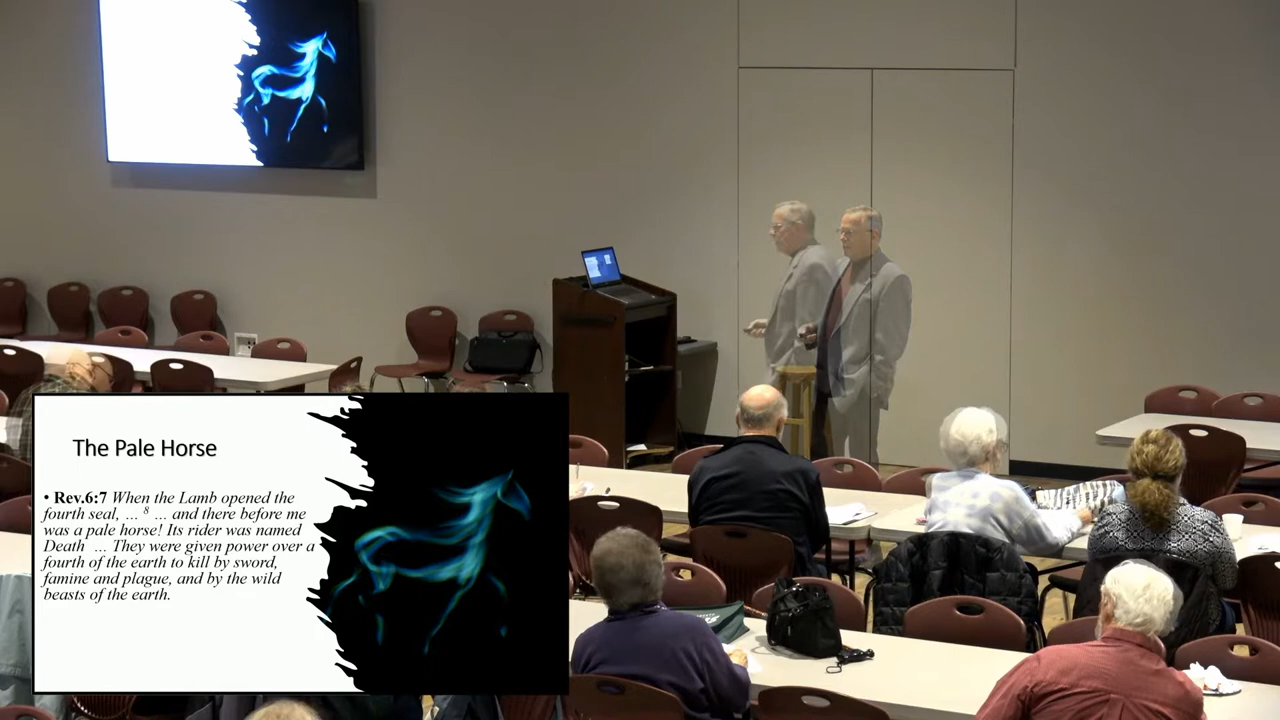 The Pale Horse
• Rev.6:7 When the Lamb opened the
fourth seal, ... 8 ... and there before me
was a pale horse! Its rider was named
Death ... They were given power over a
fourth of the earth to kill by sword,
famine and plague, and by the wild
beasts of the earth.